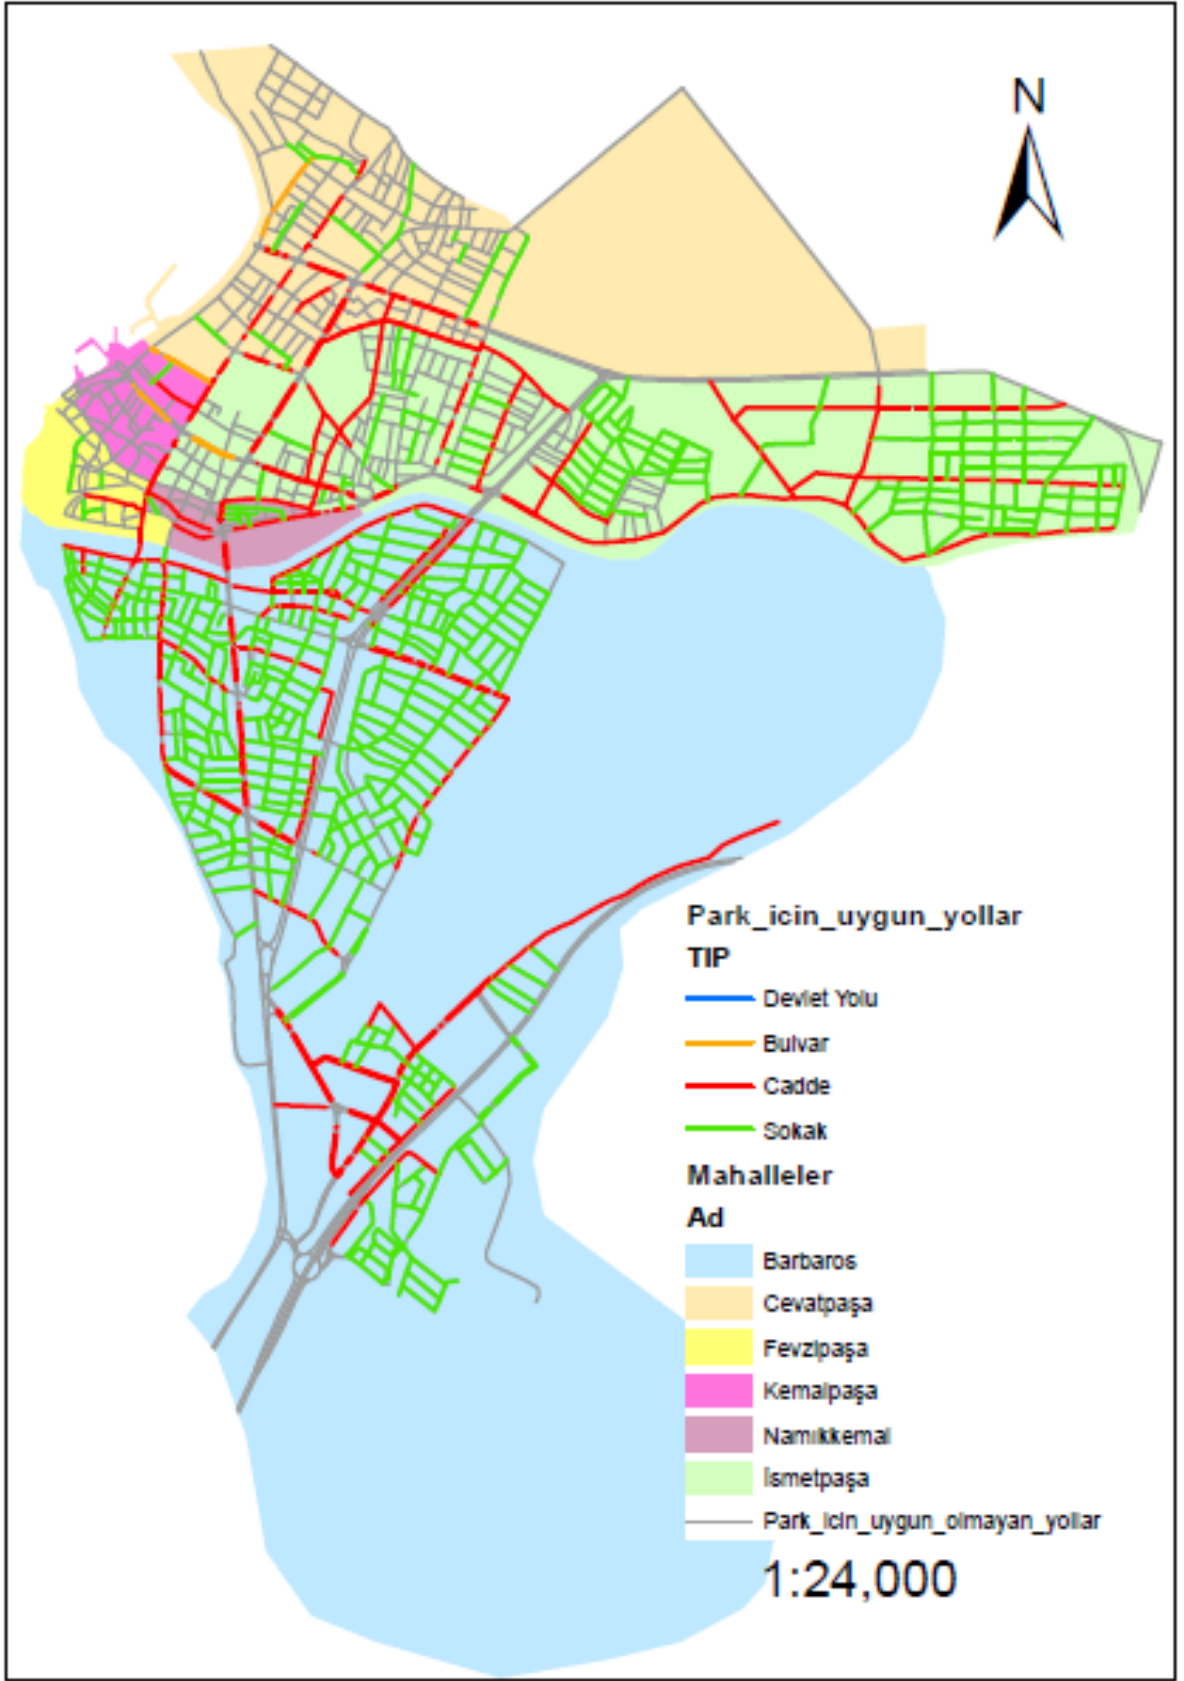 N
Park_icin_uygun_yollar
TIP
Devlet Yolu
Bulvar
Cadde
Sokak
Mahalleler
Ad
Barbaros
Cevatpaşa
Fevzipaşa
Kemalpaşa
Namıkkemal
İsmetpaşa
Park_icin_uygun_olmayan_yollar
1:24,000